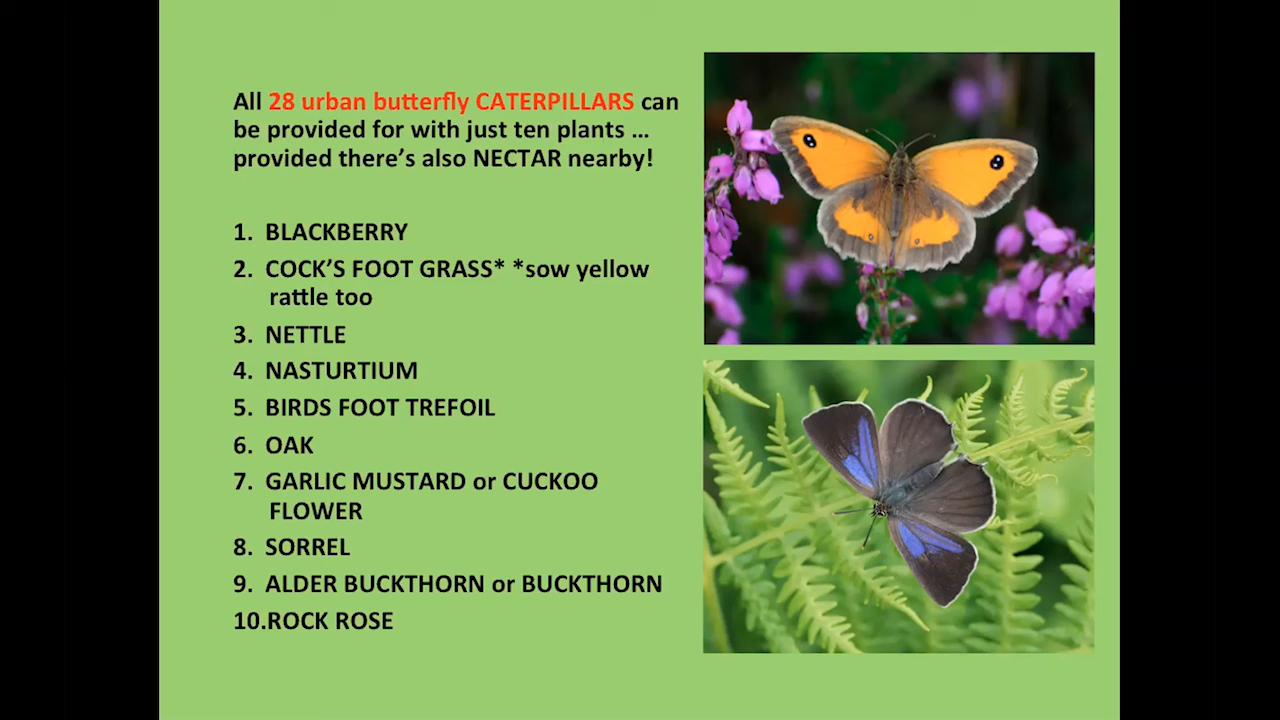 All 28 urban butterfly CATERPILLARS can
be provided for with just ten plants …
provided there’s also NECTAR nearby!
1. BLACKBERRY
2. COCK’S FOOT GRASS* *sow yellow
rattle too
3. NETTLE
4. NASTURTIUM
5. BIRDS FOOT TREFOIL
6. OAK
7. GARLIC MUSTARD or CUCKOO
FLOWER
8. SORREL
9. ALDER BUCKTHORN or BUCKTHORN
10.ROCK ROSE